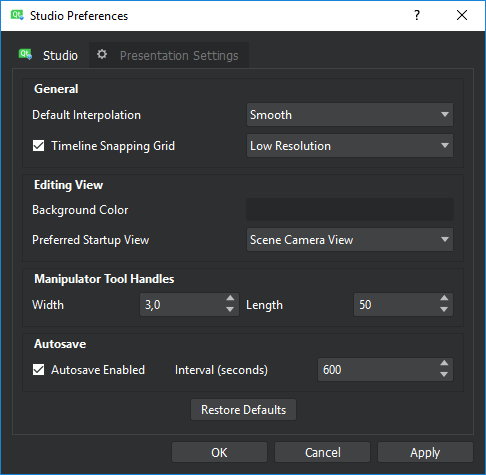 Studio Preferences
Studio Presentation Settings
General
Default Interpolation Smooth
Timeline Snapping Grid Low Resolution
Editing View
Background Color
Preferred Startup View Scene Camera View
Manipulator Tool Handles
Width 3,0 Length 50
Autosave
Autosave Enabled Interval (seconds) 600
Restore Defaults
OK Cancel Apply